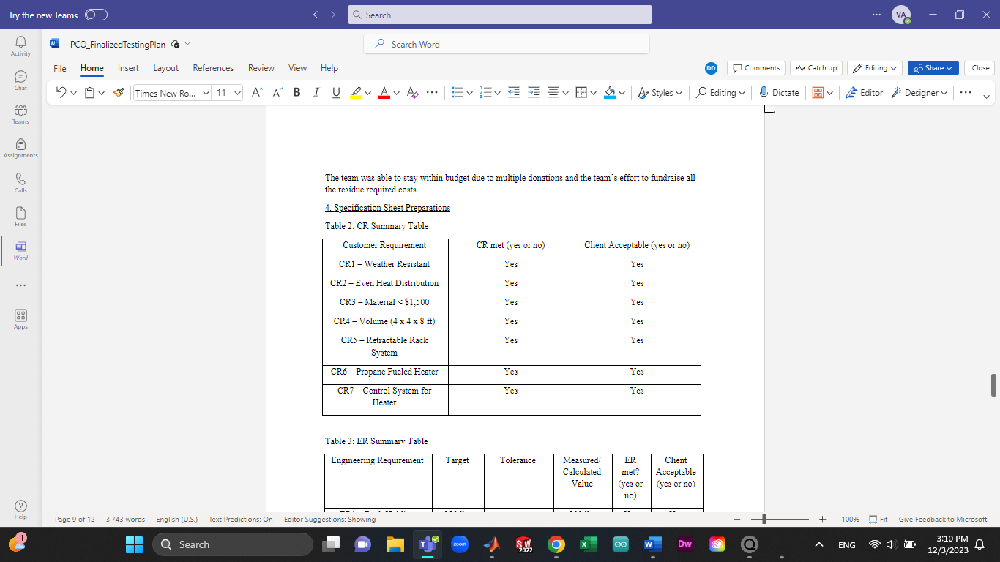 Try the new Teams
Search
VA
Activity
Chat
Teams
Assignments
Calls
Files
Word
Apps
Help
PCO_FinalizedTestingPlan
Search Word
File Home Insert Layout References Review View Help
DD Comments Catch up Editing Share Close
Times New Ro... 11 A A B I U A A Styles Editing Dictate Editor Designer
The team was able to stay within budget due to multiple donations and the team's effort to fundraise all
the residue required costs.
4. Specification Sheet Preparations
Table 2: CR Summary Table
Customer Requirement CR met (yes or no) Client Acceptable (yes or no)
CR1 – Weather Resistant Yes Yes
CR2 – Even Heat Distribution Yes Yes
CR3 – Material < $1,500 Yes Yes
CR4 – Volume (4 x 4 x 8 ft) Yes Yes
CR5 – Retractable Rack Yes Yes
System
CR6 – Propane Fueled Heater Yes Yes
CR7 – Control System for Yes Yes
Heater
Table 3: ER Summary Table
Engineering Requirement Target Tolerance Measured/ ER Client
Calculated met? Acceptable
Value (yes or (yes or no)
no)
Page 9 of 12 3,743 words English (U.S.) Text Predictions: On Editor Suggestions: Showing 100% Fit Give Feedback to Microsoft
1
Search
zoom
SW
2022
Dw
ENG
3:10 PM
12/3/2023